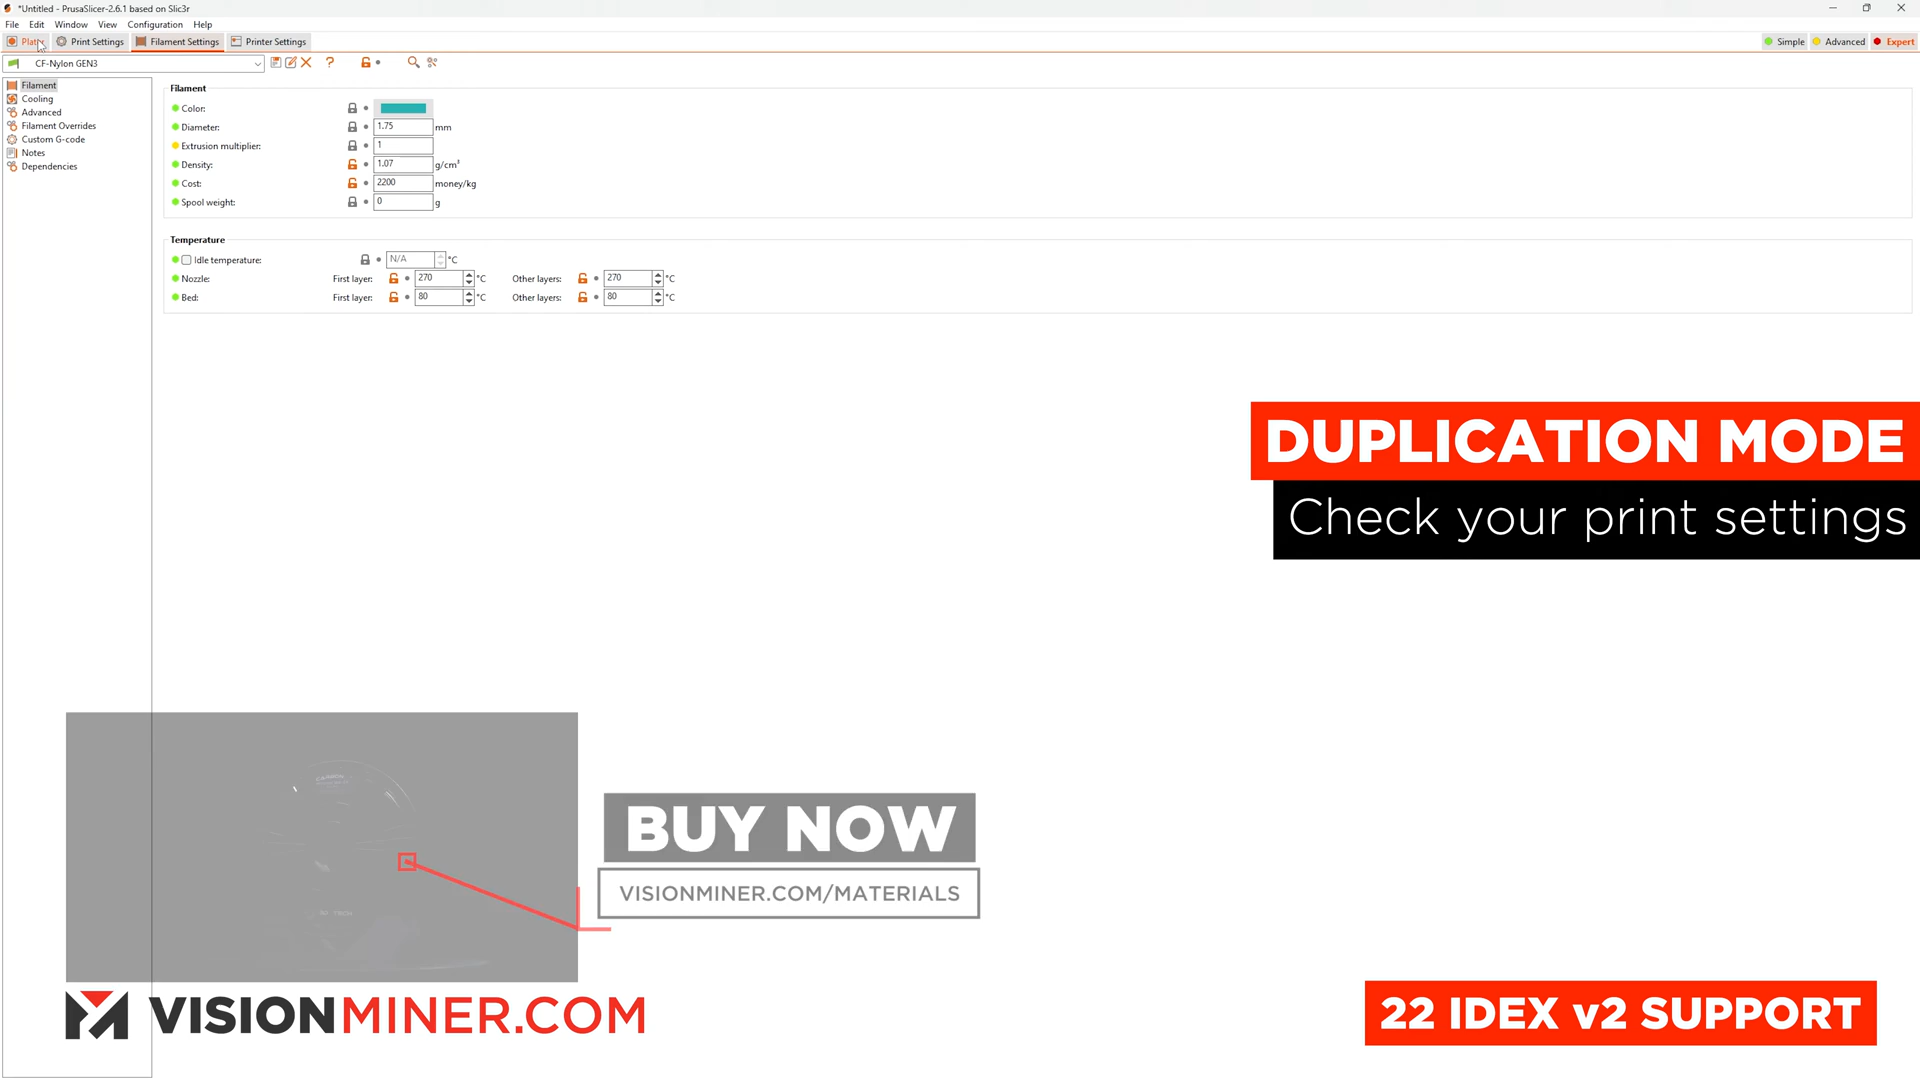 *Untitled - PrusaSlicer-2.6.1 based on Slic3r
File Edit Window View Configuration Help
Print Settings Filament Settings Printer Settings Simple Advanced Expert
CF-Nylon GEN3
Filament
Cooling
Advanced
Filament Overrides
Custom G-code
Notes
Dependencies
Filament
Color:
Diameter: 1.75 mm
Extrusion multiplier: 1
Density: 1.07 g/cm³
Cost: 2200 money/kg
Spool weight: 0 g
Temperature
Idle temperature: N/A °C
Nozzle: First layer: 270 °C Other layers: 270 °C
Bed: First layer: 80 °C Other layers: 80 °C
DUPLICATION MODE
Check your print settings
CARBON
BUY NOW
VISIONMINER.COM/MATERIALS
VISIONMINER.COM
22 IDEX v2 SUPPORT